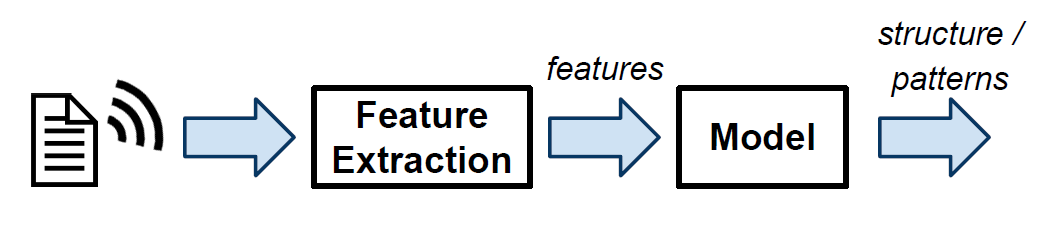 Feature
Extraction
features
Model
structure /
patterns